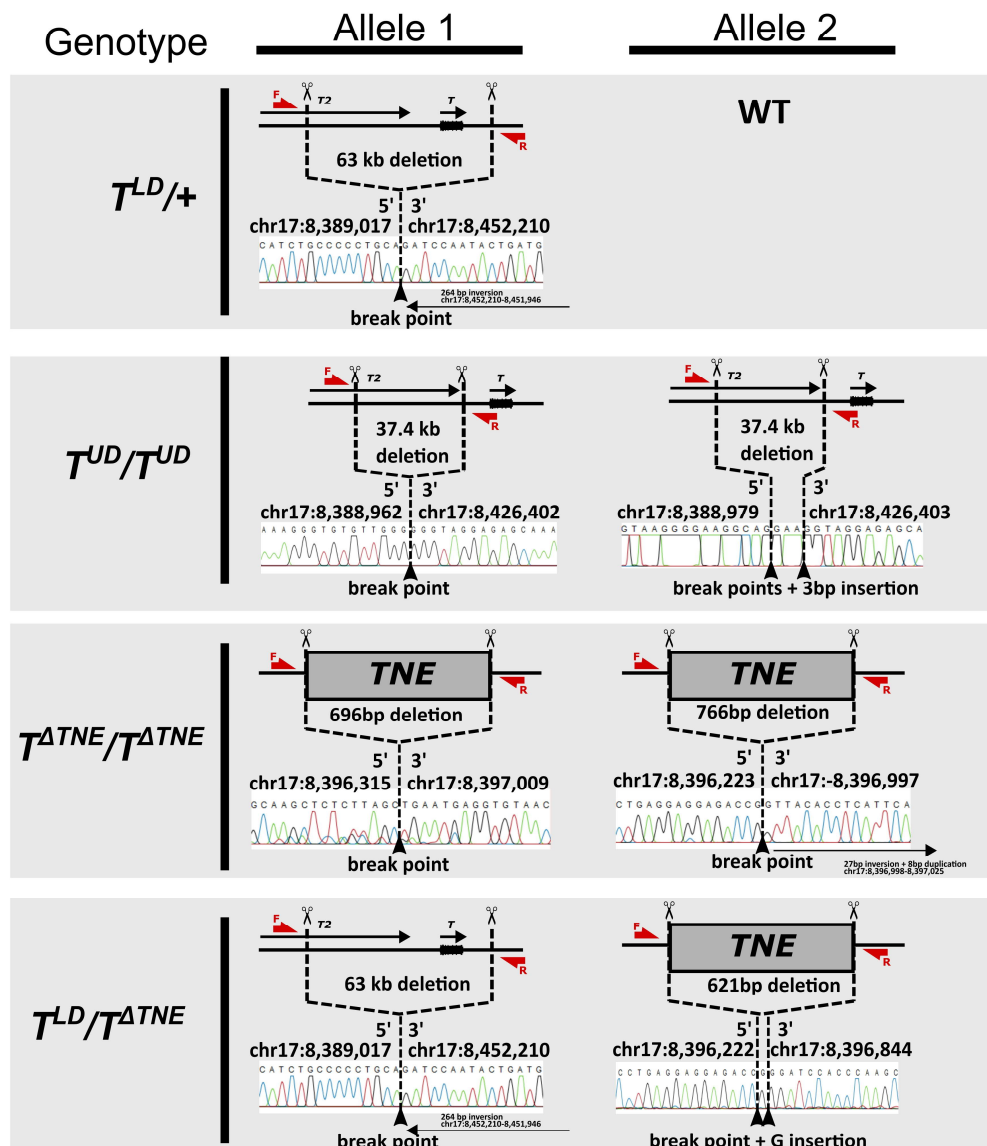 Genotype
Allele 1
Allele 2
T^LD/+
F
T2
T
R
63 kb deletion
5' 3'
chr17:8,389,017 chr17:8,452,210
CATCTGCCCCCTGCAGATCCAATACTGATG
264 bp inversion
chr17:8,452,210-8,451,946
break point
WT
T^UD/T^UD
F
T2
T
R
37.4 kb
deletion
5' 3'
chr17:8,388,962 chr17:8,426,402
AAAGGGTGTGTTGGGGGGTAGGAGAGCAAA
break point
F
T2
T
R
37.4 kb
deletion
5' 3'
chr17:8,388,979 chr17:8,426,403
GTAAGGGGAAGGCAGGAAGGTAGGAGAGCA
break points + 3bp insertion
T^ΔTNE/T^ΔTNE
F
TNE
R
696bp deletion
5' 3'
chr17:8,396,315 chr17:8,397,009
GCAAGCTCTCTTAGCTGAATGAGGTGTAAC
break point
F
TNE
R
766bp deletion
5' 3'
chr17:8,396,223 chr17:-8,396,997
CTGAGGAGGAGACCGGTTACACCTCATTCA
break point
27bp inversion + 8bp duplication
chr17:8,396,998-8,397,025
T^LD/T^ΔTNE
F
T2
T
R
63 kb deletion
5' 3'
chr17:8,389,017 chr17:8,452,210
CATCTGCCCCCTGCAGATCCAATACTGATG
264 bp inversion
chr17:8,452,210-8,451,946
break point
F
TNE
R
621bp deletion
5' 3'
chr17:8,396,222 chr17:8,396,844
CCTGAGGAGGAGACCGGGATCCACCCAAGC
break point + G insertion